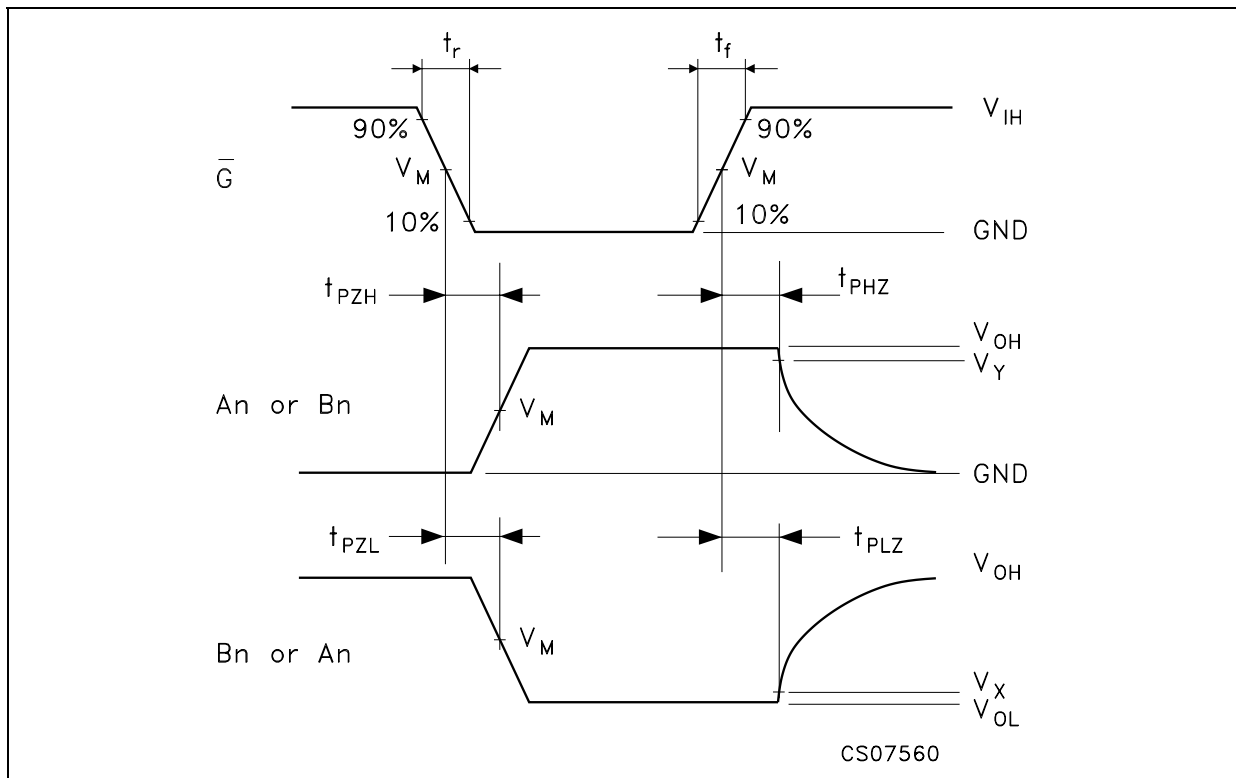 tr tf
90% 90% VIH
G̅ VM VM
10% 10% GND
tPZH tPHZ
VOH
VY
An or Bn VM
GND
tPZL tPLZ
VOH
Bn or An VM
VX
VOL
CS07560